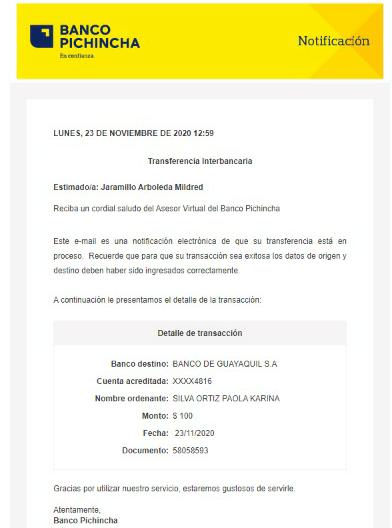 BANCO
PICHINCHA
En confianza.
Notificación
LUNES, 23 DE NOVIEMBRE DE 2020 12:59
Transferencia Interbancaria
Estimado/a: Jaramillo Arboleda Mildred
Reciba un cordial saludo del Asesor Virtual del Banco Pichincha
Este e-mail es una notificación electrónica de que su transferencia está en
proceso. Recuerde que para que su transacción sea exitosa los datos de origen y
destino deben haber sido ingresados correctamente.
A continuación le presentamos el detalle de la transacción:
Detalle de transacción
Banco destino: BANCO DE GUAYAQUIL S.A
Cuenta acreditada: XXXX4816
Nombre ordenante: SILVA ORTIZ PAOLA KARINA
Monto: $ 100
Fecha: 23/11/2020
Documento: 58058593
Gracias por utilizar nuestro servicio, estaremos gustosos de servirle.
Atentamente,
Banco Pichincha